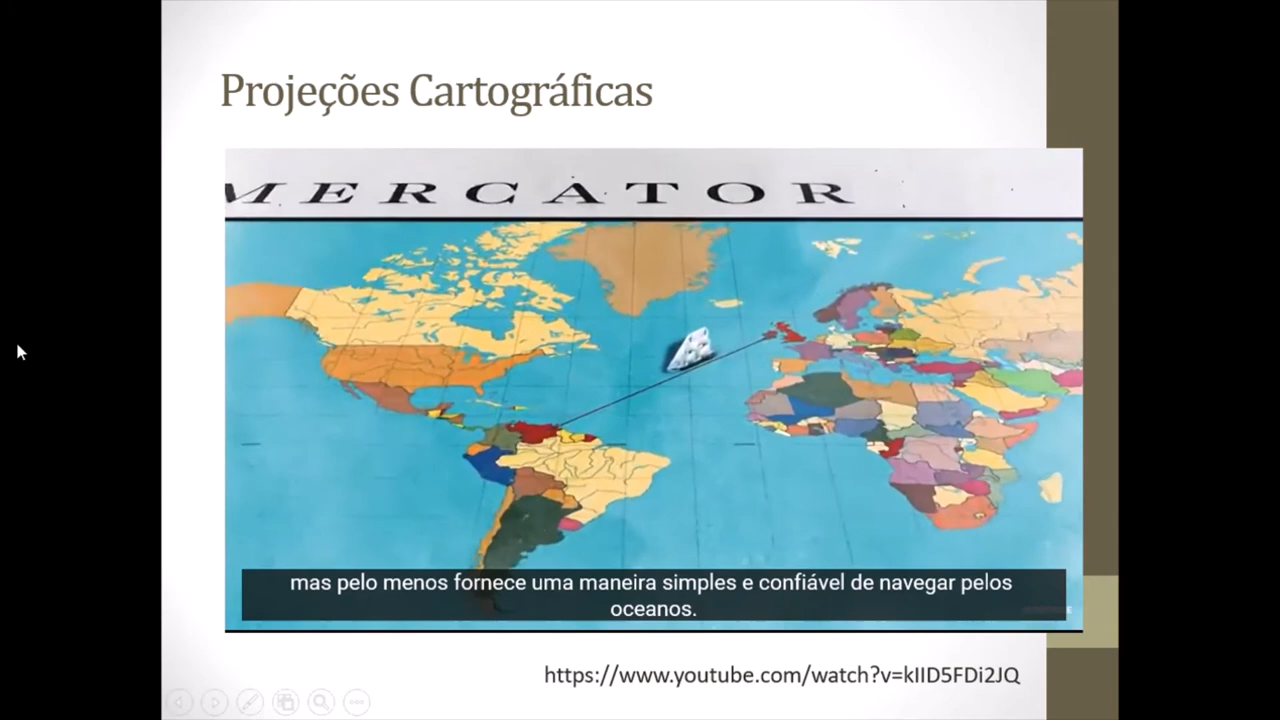 Projeções Cartográficas
MERCATOR
mas pelo menos fornece uma maneira simples e confiável de navegar pelos
oceanos.
https://www.youtube.com/watch?v=kIID5FDi2JQ